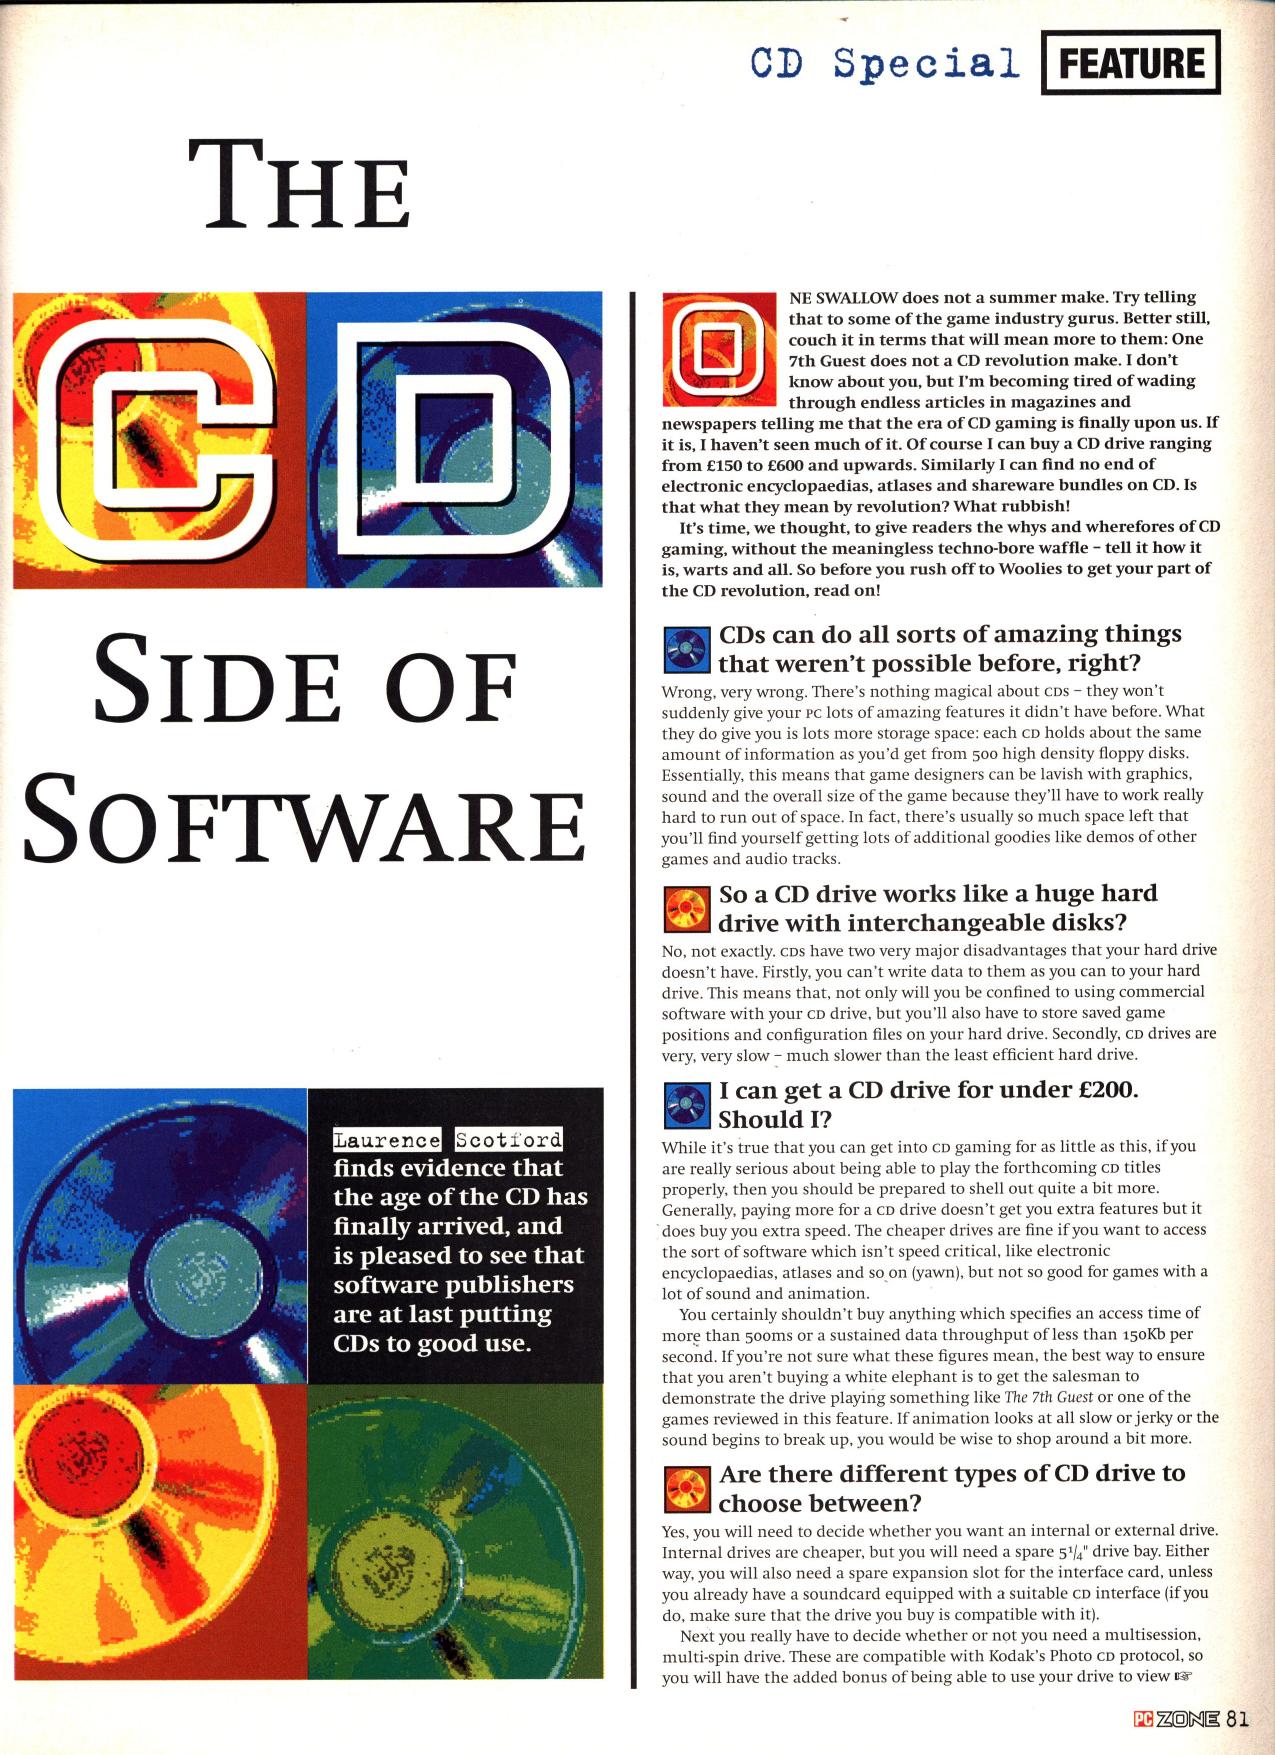 CD Special FEATURE
THE
CD
SIDE OF
SOFTWARE
Laurence Scotford
finds evidence that
the age of the CD has
finally arrived, and
is pleased to see that
software publishers
are at last putting
CDs to good use.
ONE SWALLOW does not a summer make. Try telling
that to some of the game industry gurus. Better still,
couch it in terms that will mean more to them: One
7th Guest does not a CD revolution make. I don't
know about you, but I'm becoming tired of wading
through endless articles in magazines and
newspapers telling me that the era of CD gaming is finally upon us. If
it is, I haven't seen much of it. Of course I can buy a CD drive ranging
from £150 to £600 and upwards. Similarly I can find no end of
electronic encyclopaedias, atlases and shareware bundles on CD. Is
that what they mean by revolution? What rubbish!
It's time, we thought, to give readers the whys and wherefores of CD
gaming, without the meaningless techno-bore waffle – tell it how it
is, warts and all. So before you rush off to Woolies to get your part of
the CD revolution, read on!
CDs can do all sorts of amazing things
that weren't possible before, right?
Wrong, very wrong. There's nothing magical about CDs – they won't
suddenly give your PC lots of amazing features it didn't have before. What
they do give you is lots more storage space: each CD holds about the same
amount of information as you'd get from 500 high density floppy disks.
Essentially, this means that game designers can be lavish with graphics,
sound and the overall size of the game because they'll have to work really
hard to run out of space. In fact, there's usually so much space left that
you'll find yourself getting lots of additional goodies like demos of other
games and audio tracks.
So a CD drive works like a huge hard
drive with interchangeable disks?
No, not exactly. CDs have two very major disadvantages that your hard drive
doesn't have. Firstly, you can't write data to them as you can to your hard
drive. This means that, not only will you be confined to using commercial
software with your CD drive, but you'll also have to store saved game
positions and configuration files on your hard drive. Secondly, CD drives are
very, very slow – much slower than the least efficient hard drive.
I can get a CD drive for under £200.
Should I?
While it's true that you can get into CD gaming for as little as this, if you
are really serious about being able to play the forthcoming CD titles
properly, then you should be prepared to shell out quite a bit more.
Generally, paying more for a CD drive doesn't get you extra features but it
does buy you extra speed. The cheaper drives are fine if you want to access
the sort of software which isn't speed critical, like electronic
encyclopaedias, atlases and so on (yawn), but not so good for games with a
lot of sound and animation.
You certainly shouldn't buy anything which specifies an access time of
more than 500ms or a sustained data throughput of less than 150Kb per
second. If you're not sure what these figures mean, the best way to ensure
that you aren't buying a white elephant is to get the salesman to
demonstrate the drive playing something like The 7th Guest or one of the
games reviewed in this feature. If animation looks at all slow or jerky or the
sound begins to break up, you would be wise to shop around a bit more.
Are there different types of CD drive to
choose between?
Yes, you will need to decide whether you want an internal or external drive.
Internal drives are cheaper, but you will need a spare 5¼" drive bay. Either
way, you will also need a spare expansion slot for the interface card, unless
you already have a soundcard equipped with a suitable CD interface (if you
do, make sure that the drive you buy is compatible with it).
Next you really have to decide whether or not you need a multisession,
multi-spin drive. These are compatible with Kodak's Photo CD protocol, so
you will have the added bonus of being able to use your drive to view ☞
PC ZONE 81